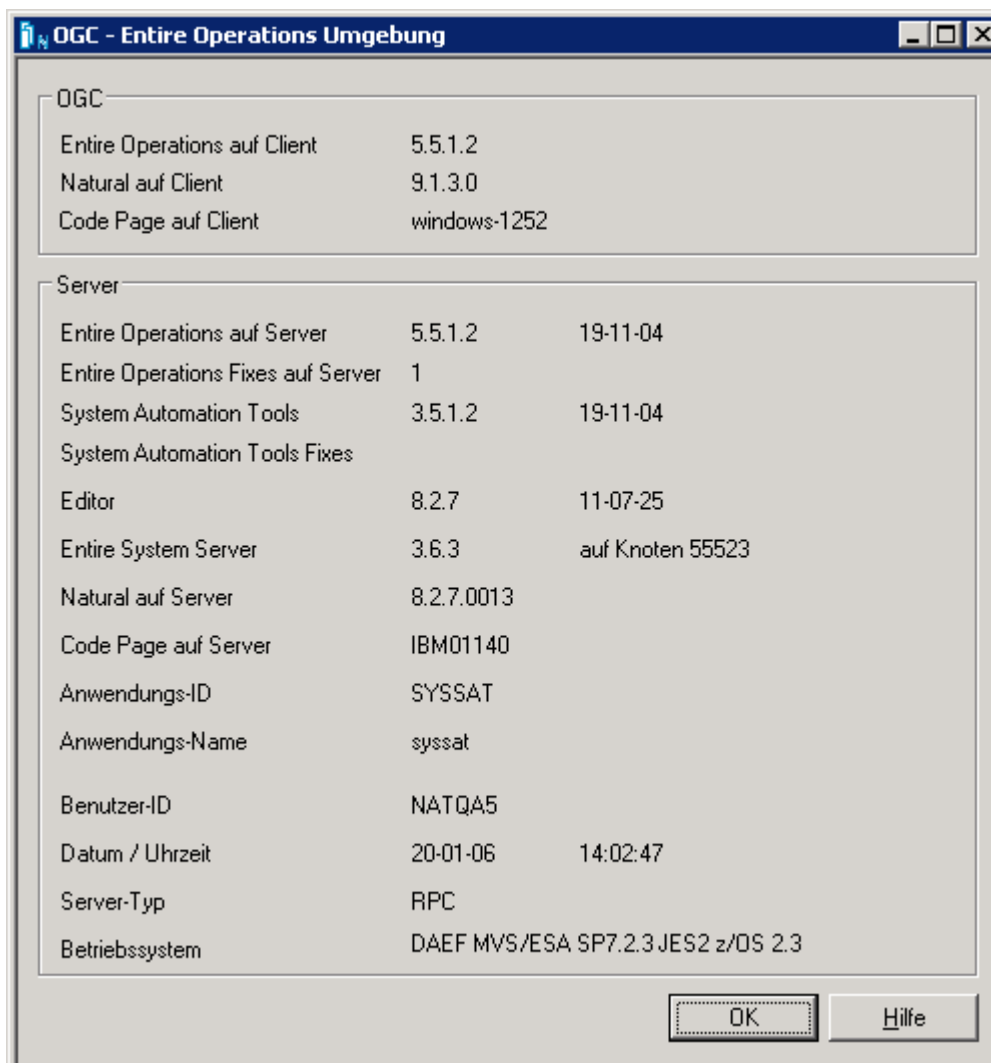 OGC - Entire Operations Umgebung
OGC
Entire Operations auf Client 5.5.1.2
Natural auf Client 9.1.3.0
Code Page auf Client windows-1252
Server
Entire Operations auf Server 5.5.1.2 19-11-04
Entire Operations Fixes auf Server 1
System Automation Tools 3.5.1.2 19-11-04
System Automation Tools Fixes
Editor 8.2.7 11-07-25
Entire System Server 3.6.3 auf Knoten 55523
Natural auf Server 8.2.7.0013
Code Page auf Server IBM01140
Anwendungs-ID SYSSAT
Anwendungs-Name syssat
Benutzer-ID NATQA5
Datum / Uhrzeit 20-01-06 14:02:47
Server-Typ RPC
Betriebssystem DAEF MVS/ESA SP7.2.3 JES2 z/OS 2.3
OK Hilfe